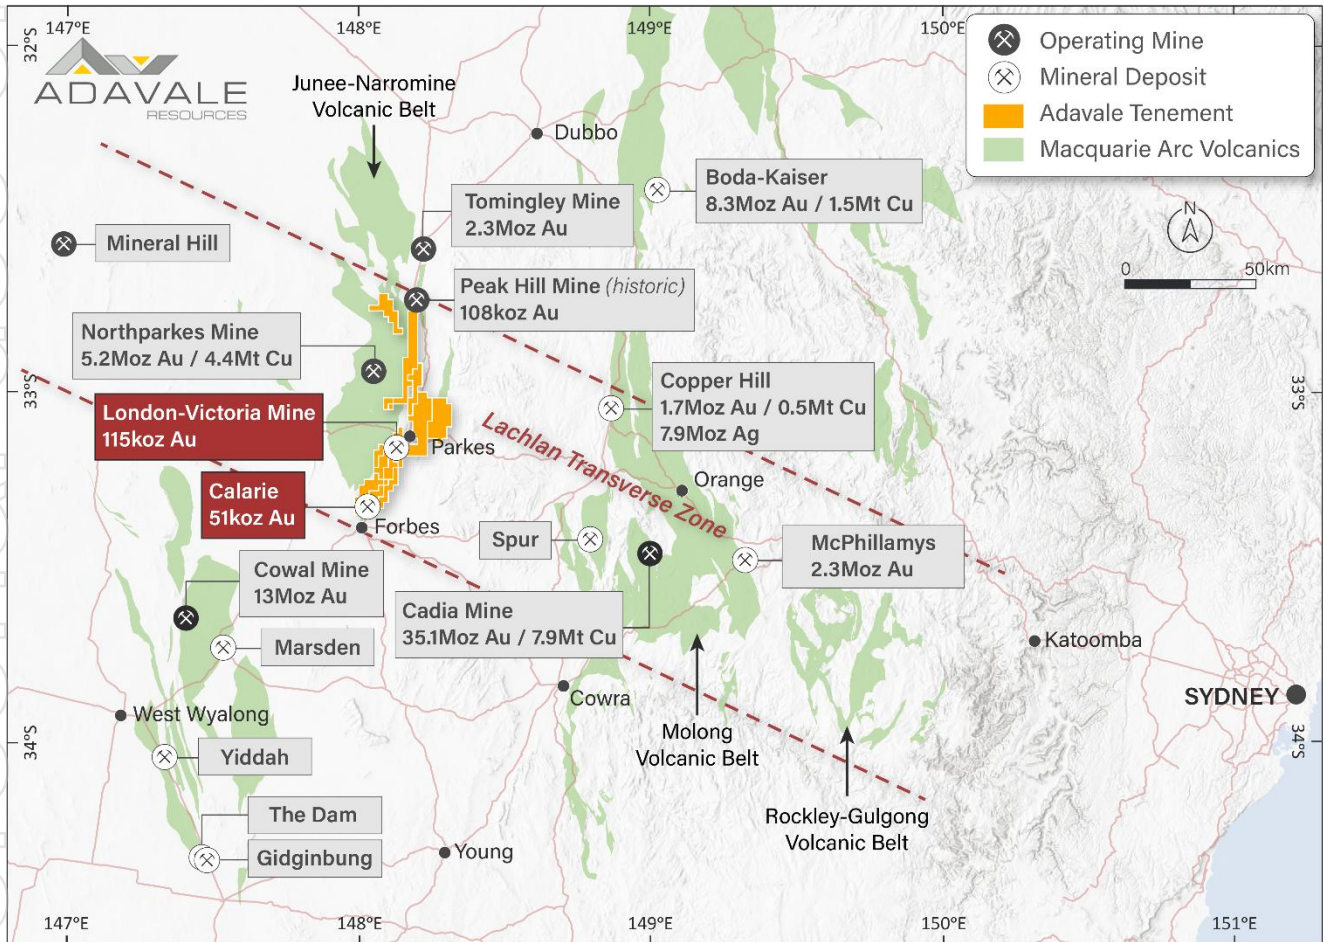 147°E
148°E
149°E
150°E
32°S
ADAVALE
RESOURCES
Operating Mine
Mineral Deposit
Adavale Tenement
Macquarie Arc Volcanics
Junee-Narromine
Volcanic Belt
Dubbo
Boda-Kaiser
8.3Moz Au / 1.5Mt Cu
Tomingley Mine
2.3Moz Au
N
Mineral Hill
0
50km
Peak Hill Mine (historic)
108koz Au
Northparkes Mine
5.2Moz Au / 4.4Mt Cu
33°S
33°S
Copper Hill
1.7Moz Au / 0.5Mt Cu
7.9Moz Ag
London-Victoria Mine
115koz Au
Parkes
Lachlan Transverse Zone
Orange
Calarie
51koz Au
Forbes
Spur
McPhillamys
2.3Moz Au
Cowal Mine
13Moz Au
Cadia Mine
35.1Moz Au / 7.9Mt Cu
Marsden
Katoomba
SYDNEY
Cowra
West Wyalong
Molong
Volcanic Belt
34°S
34°S
Yiddah
The Dam
Rockley-Gulgong
Volcanic Belt
Gidginbung
Young
147°E
148°E
149°E
150°E
151°E